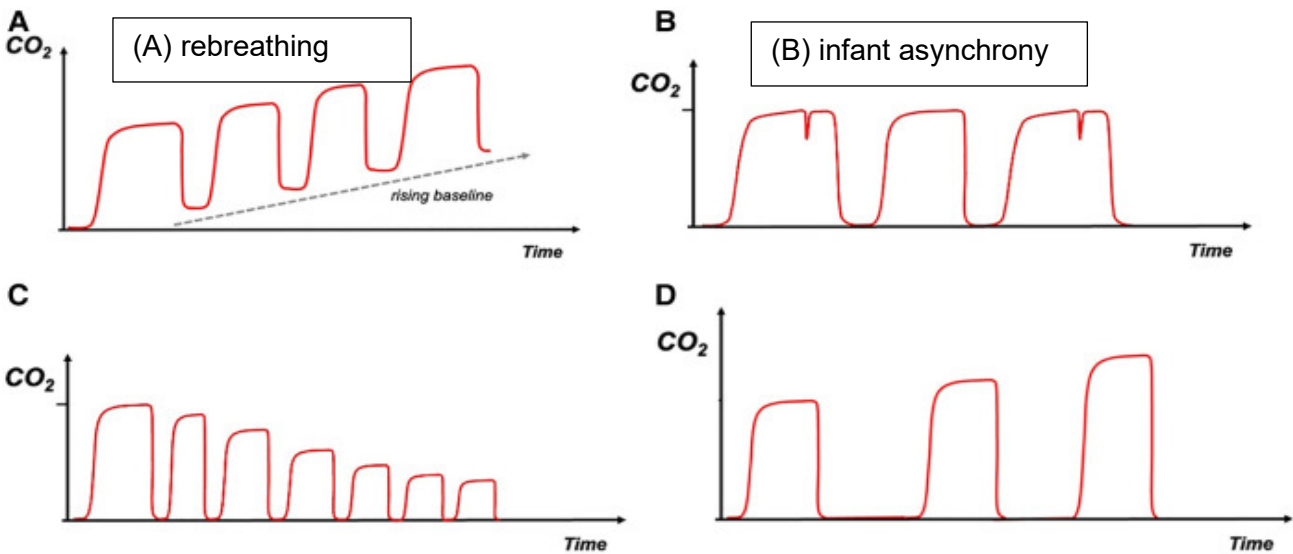 A
CO₂
(A) rebreathing
rising baseline
Time
B
CO₂
(B) infant asynchrony
Time
C
CO₂
Time
D
CO₂
Time